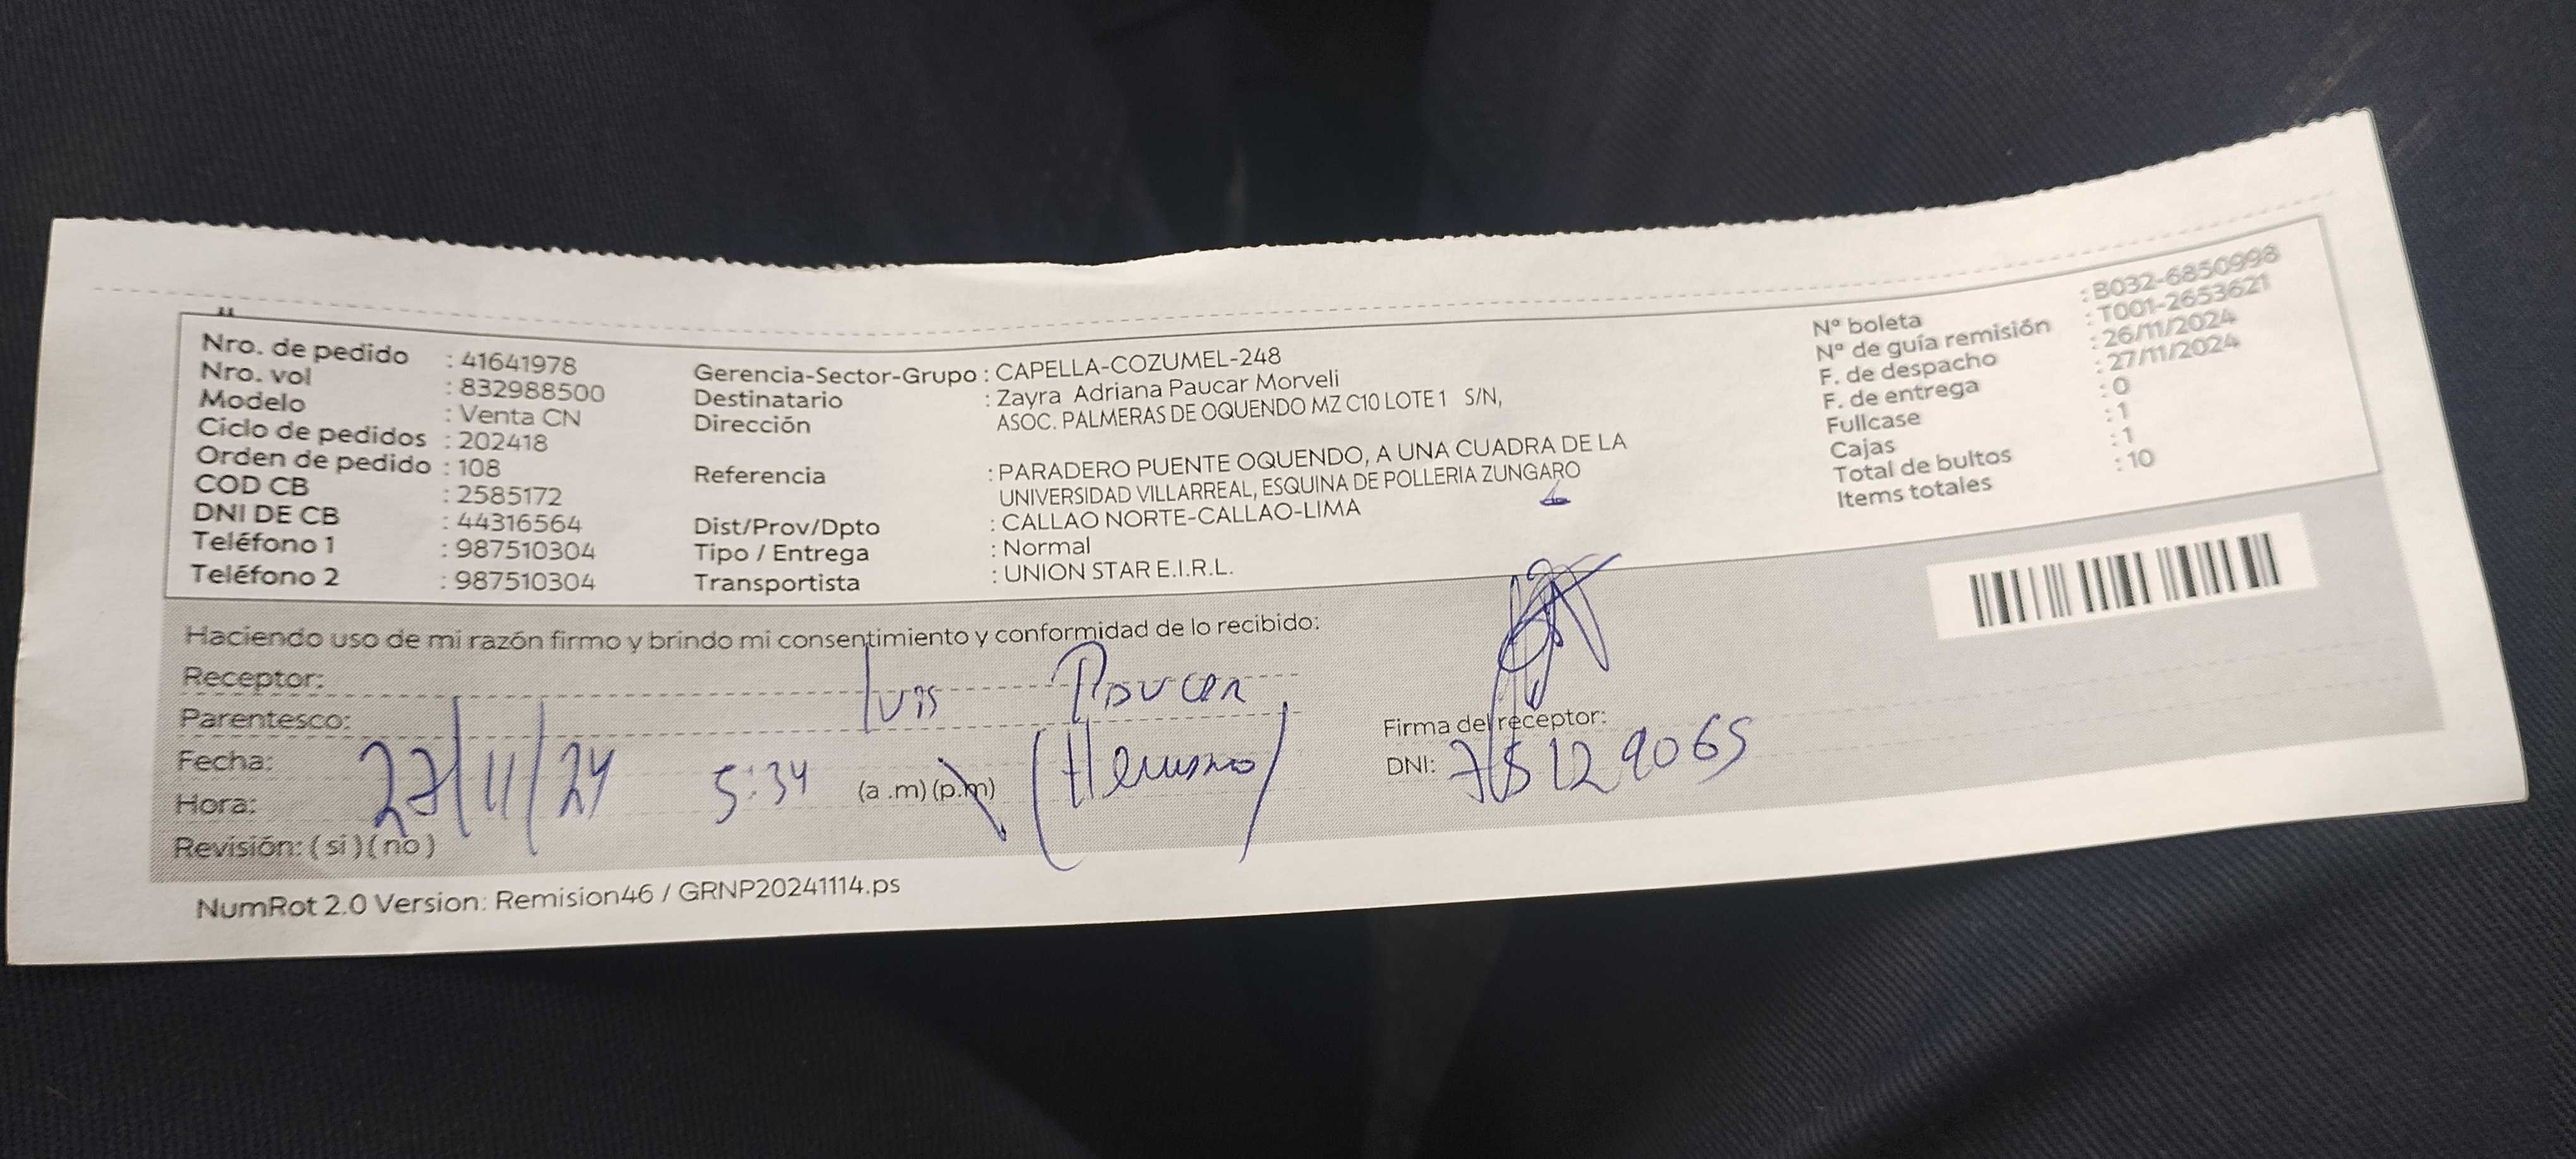 Nro. de pedido : 41641978
Nro. vol : 832988500
Modelo : Venta CN
Ciclo de pedidos : 202418
Orden de pedido : 108
COD CB : 2585172
DNI DE CB : 44316564
Teléfono 1 : 987510304
Teléfono 2 : 987510304
Gerencia-Sector-Grupo : CAPELLA-COZUMEL-248
Destinatario : Zayra Adriana Paucar Morveli
Dirección ASOC. PALMERAS DE OQUENDO MZ C10 LOTE 1 S/N,
Referencia : PARADERO PUENTE OQUENDO, A UNA CUADRA DE LA
UNIVERSIDAD VILLARREAL, ESQUINA DE POLLERIA ZUNGARO
Dist/Prov/Dpto : CALLAO NORTE-CALLAO-LIMA
Tipo / Entrega : Normal
Transportista : UNION STAR E.I.R.L.
Nº boleta : B032-6850998
Nº de guía remisión : T001-2653621
F. de despacho : 26/11/2024
F. de entrega : 27/11/2024
Fullcase : 0
Cajas : 1
Total de bultos : 1
Items totales : 10
Haciendo uso de mi razón firmo y brindo mi consentimiento y conformidad de lo recibido:
Receptor: Luis Paucar
Parentesco: (Hermano)
Fecha: 27/11/24
Hora: 5:34 (a .m) (p.m)
Revisión: ( si ) ( no )
Firma del receptor:
DNI: 75129065
NumRot 2.0 Version: Remision46 / GRNP20241114.ps